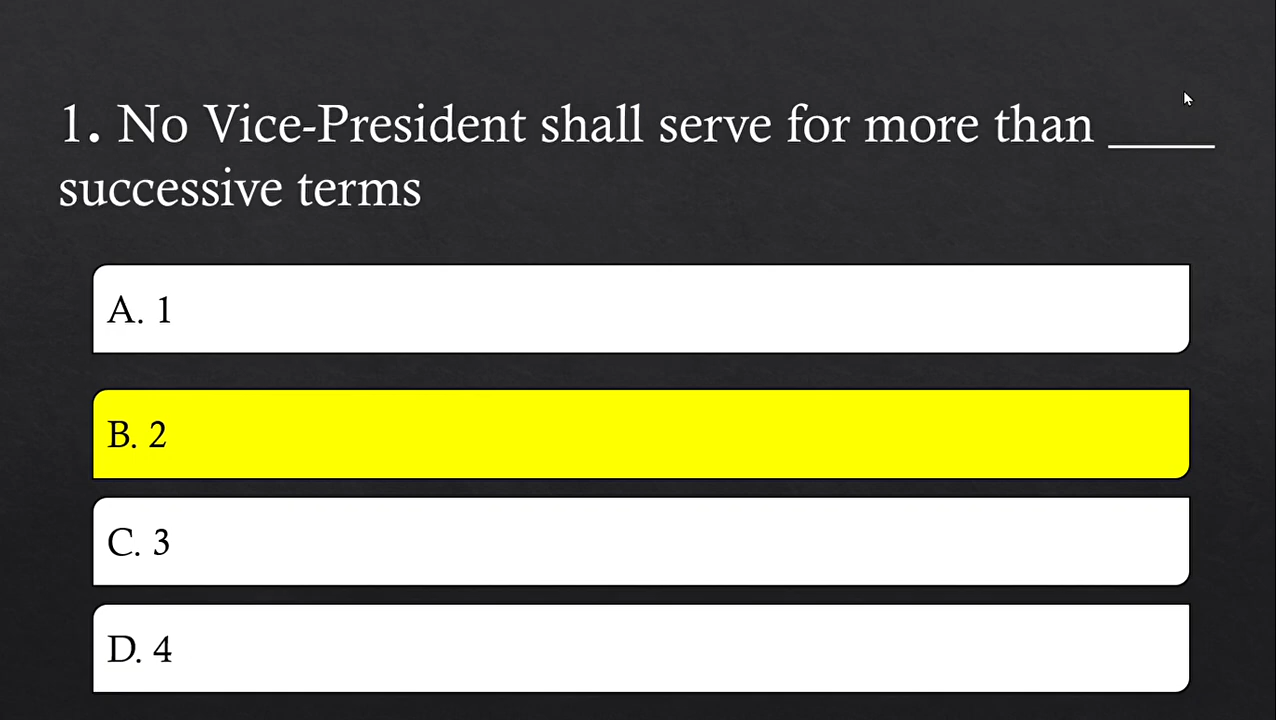 1. No Vice-President shall serve for more than _____
successive terms
A. 1
B. 2
C. 3
D. 4